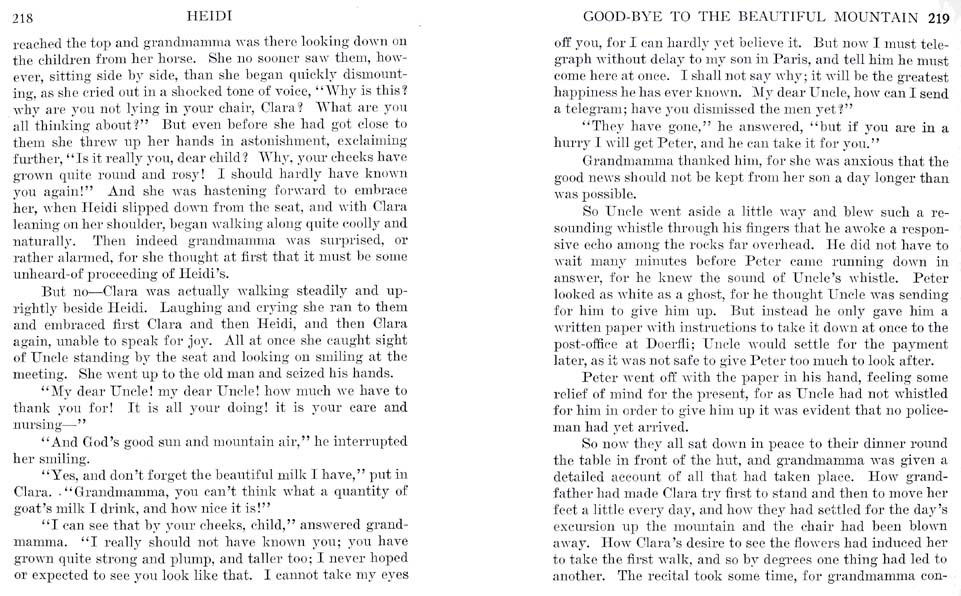 218 HEIDI
reached the top and grandmamma was there looking down on
the children from her horse. She no sooner saw them, how-
ever, sitting side by side, than she began quickly dismount-
ing, as she cried out in a shocked tone of voice, "Why is this?
why are you not lying in your chair, Clara? What are you
all thinking about?" But even before she had got close to
them she threw up her hands in astonishment, exclaiming
further, "Is it really you, dear child? Why, your cheeks have
grown quite round and rosy! I should hardly have known
you again!" And she was hastening forward to embrace
her, when Heidi slipped down from the seat, and with Clara
leaning on her shoulder, began walking along quite coolly and
naturally. Then indeed grandmamma was surprised, or
rather alarmed, for she thought at first that it must be some
unheard-of proceeding of Heidi's.
But no—Clara was actually walking steadily and up-
rightly beside Heidi. Laughing and crying she ran to them
and embraced first Clara and then Heidi, and then Clara
again, unable to speak for joy. All at once she caught sight
of Uncle standing by the seat and looking on smiling at the
meeting. She went up to the old man and seized his hands.
"My dear Uncle! my dear Uncle! how much we have to
thank you for! It is all your doing! it is your care and
nursing—"
"And God's good sun and mountain air," he interrupted
her smiling.
"Yes, and don't forget the beautiful milk I have," put in
Clara. "Grandmamma, you can't think what a quantity of
goat's milk I drink, and how nice it is!"
"I can see that by your cheeks, child," answered grand-
mamma. "I really should not have known you; you have
grown quite strong and plump, and taller too; I never hoped
or expected to see you look like that. I cannot take my eyes
GOOD-BYE TO THE BEAUTIFUL MOUNTAIN 219
off you, for I can hardly yet believe it. But now I must tele-
graph without delay to my son in Paris, and tell him he must
come here at once. I shall not say why; it will be the greatest
happiness he has ever known. My dear Uncle, how can I send
a telegram; have you dismissed the men yet?"
"They have gone," he answered, "but if you are in a
hurry I will get Peter, and he can take it for you."
Grandmamma thanked him, for she was anxious that the
good news should not be kept from her son a day longer than
was possible.
So Uncle went aside a little way and blew such a re-
sounding whistle through his fingers that he awoke a respon-
sive echo among the rocks far overhead. He did not have to
wait many minutes before Peter came running down in
answer, for he knew the sound of Uncle's whistle. Peter
looked as white as a ghost, for he thought Uncle was sending
for him to give him up. But instead he only gave him a
written paper with instructions to take it down at once to the
post-office at Doerfli; Uncle would settle for the payment
later, as it was not safe to give Peter too much to look after.
Peter went off with the paper in his hand, feeling some
relief of mind for the present, for as Uncle had not whistled
for him in order to give him up it was evident that no police-
man had yet arrived.
So now they all sat down in peace to their dinner round
the table in front of the hut, and grandmamma was given a
detailed account of all that had taken place. How grand-
father had made Clara try first to stand and then to move her
feet a little every day, and how they had settled for the day's
excursion up the mountain and the chair had been blown
away. How Clara's desire to see the flowers had induced her
to take the first walk, and so by degrees one thing had led to
another. The recital took some time, for grandmamma con-